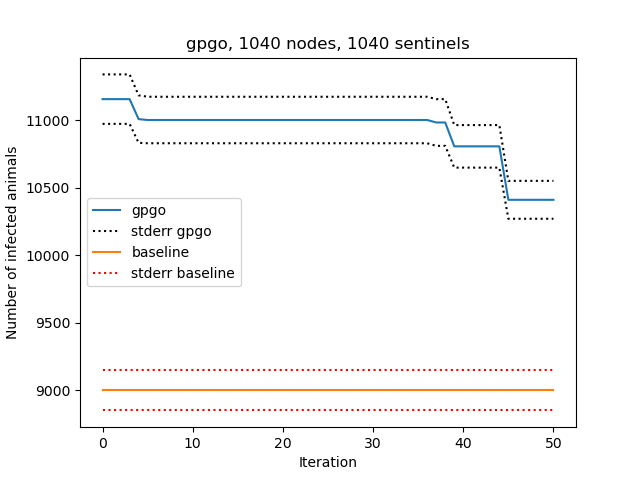 gpgo, 1040 nodes, 1040 sentinels
Number of infected animals
11000
10500
10000
9500
9000
gpgo
stderr gpgo
baseline
stderr baseline
0 10 20 30 40 50
Iteration